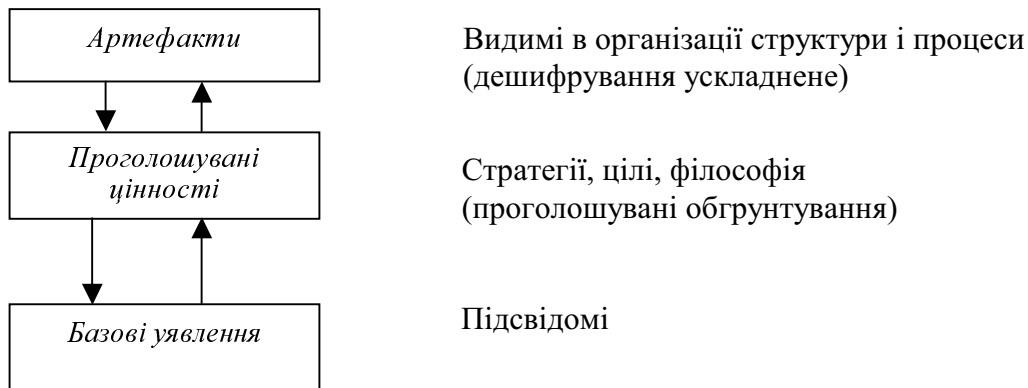 Артефакти
Видимі в організації структури і процеси
(дешифрування ускладнене)
Проголошувані
цінності
Стратегії, цілі, філософія
(проголошувані обгрунтування)
Базові уявлення
Підсвідомі